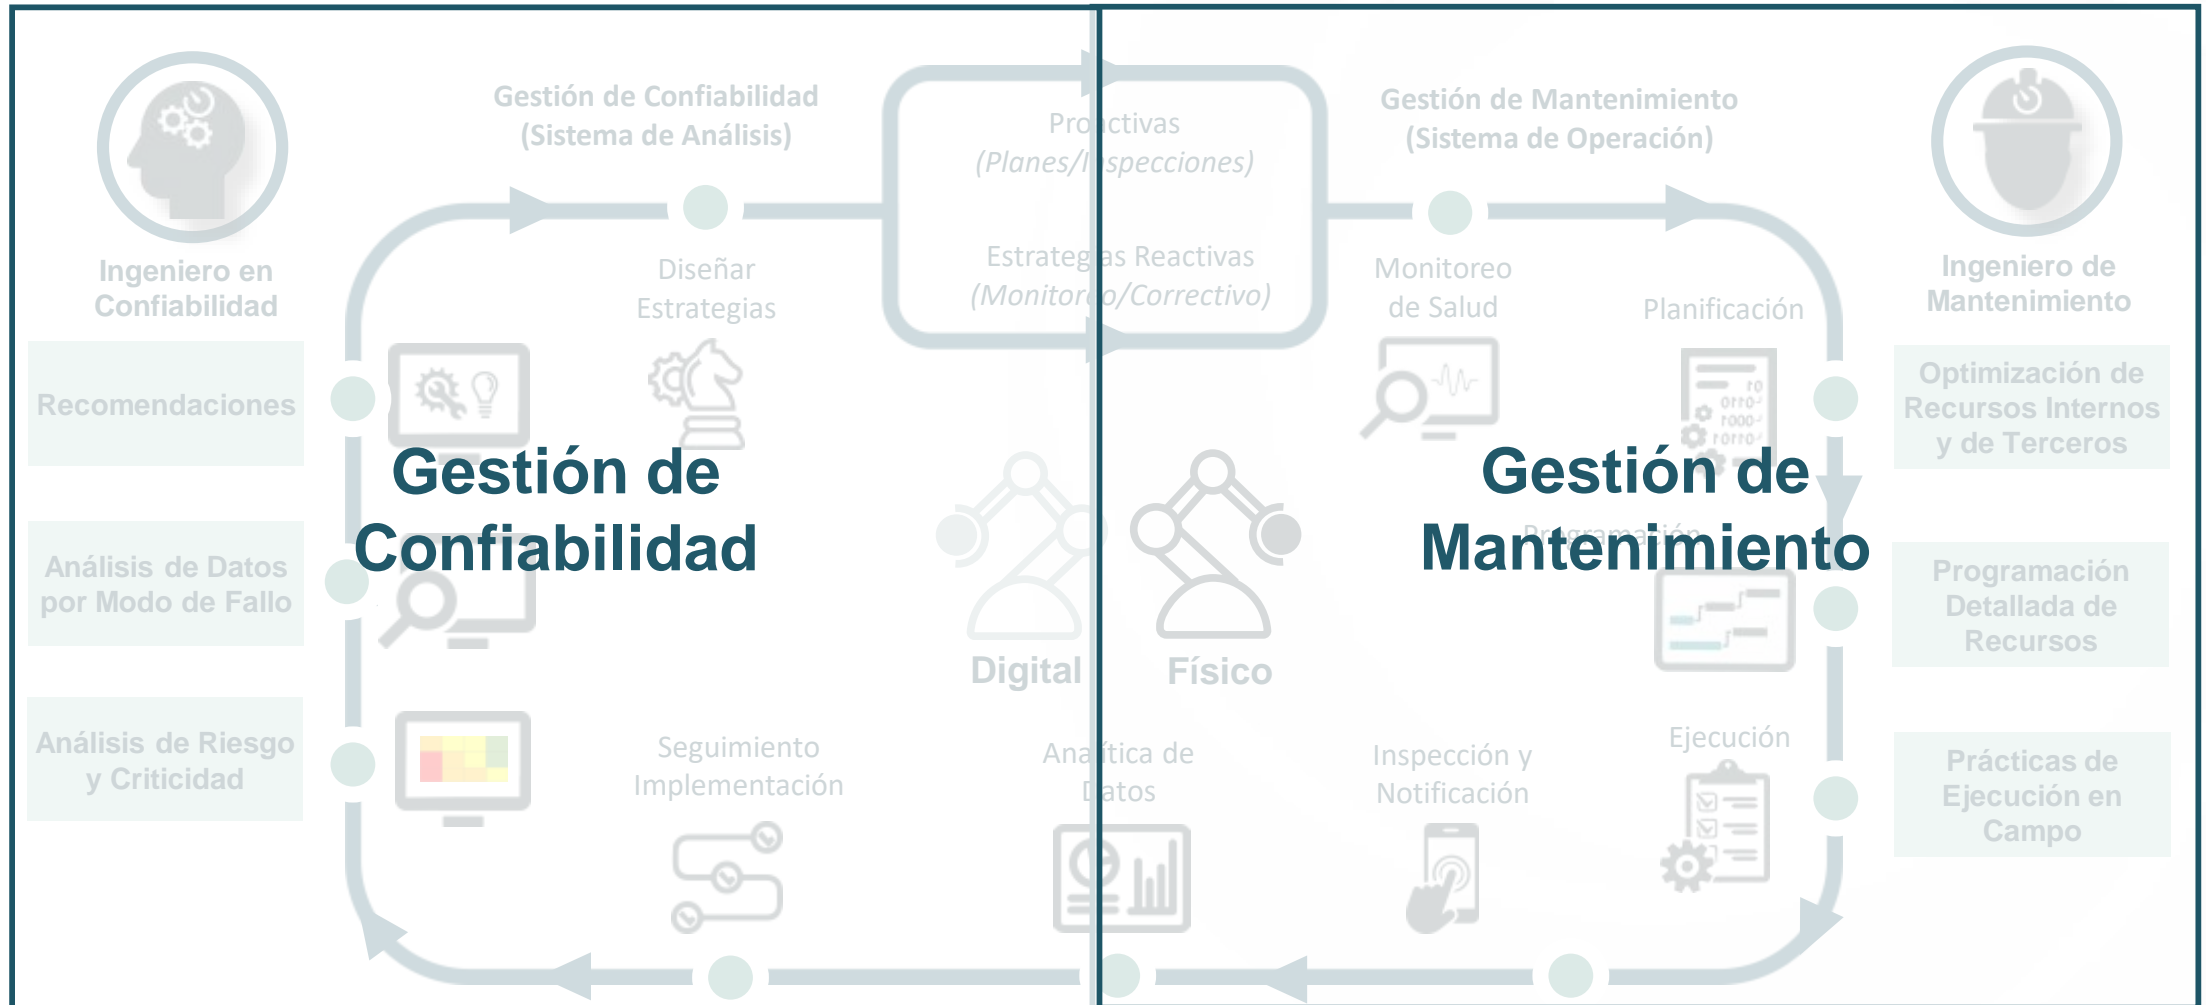 Gestión de Confiabilidad
(Sistema de Análisis)
Gestión de Mantenimiento
(Sistema de Operación)
Proactivas
(Planes/Inspecciones)
Estrategias Reactivas
(Monitoreo/Correctivo)
Ingeniero en
Confiabilidad
Diseñar
Estrategias
Monitoreo
de Salud
Planificación
Ingeniero de
Mantenimiento
Recomendaciones
Optimización de
Recursos Internos
y de Terceros
Gestión de
Confiabilidad
Gestión de
Mantenimiento
Programación
Análisis de Datos
por Modo de Fallo
Programación
Detallada de
Recursos
Digital
Físico
Análisis de Riesgo
y Criticidad
Seguimiento
Implementación
Analítica de
Datos
Inspección y
Notificación
Ejecución
Prácticas de
Ejecución en
Campo